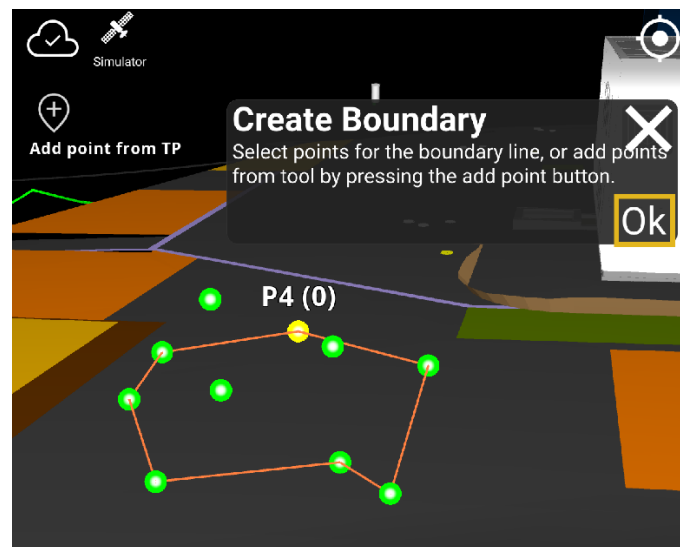 Simulator
Add point from TP
Create Boundary
Select points for the boundary line, or add points
from tool by pressing the add point button.
Ok
P4 (0)